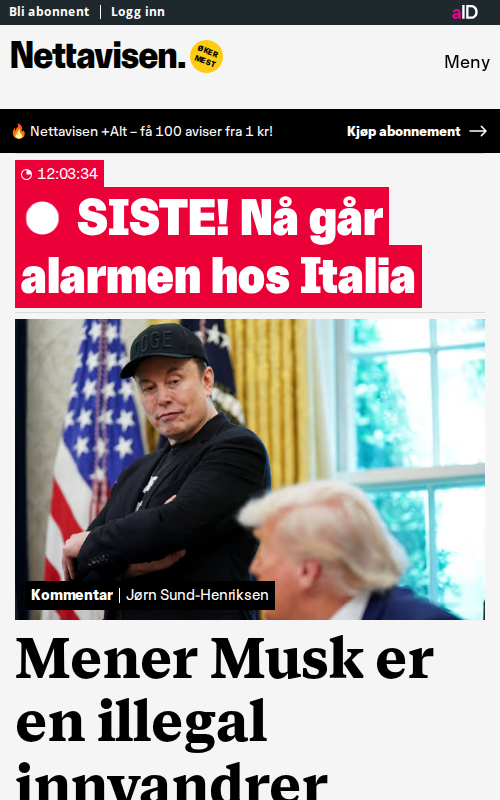 Bli abonnent | Logg inn
aID
Nettavisen.
ØKER
MEST
Meny
🔥 Nettavisen +Alt – få 100 aviser fra 1 kr!
Kjøp abonnement →
12:03:34
SISTE! Nå går
alarmen hos Italia
DOGE
Kommentar | Jørn Sund-Henriksen
Mener Musk er
en illegal
innvandrer